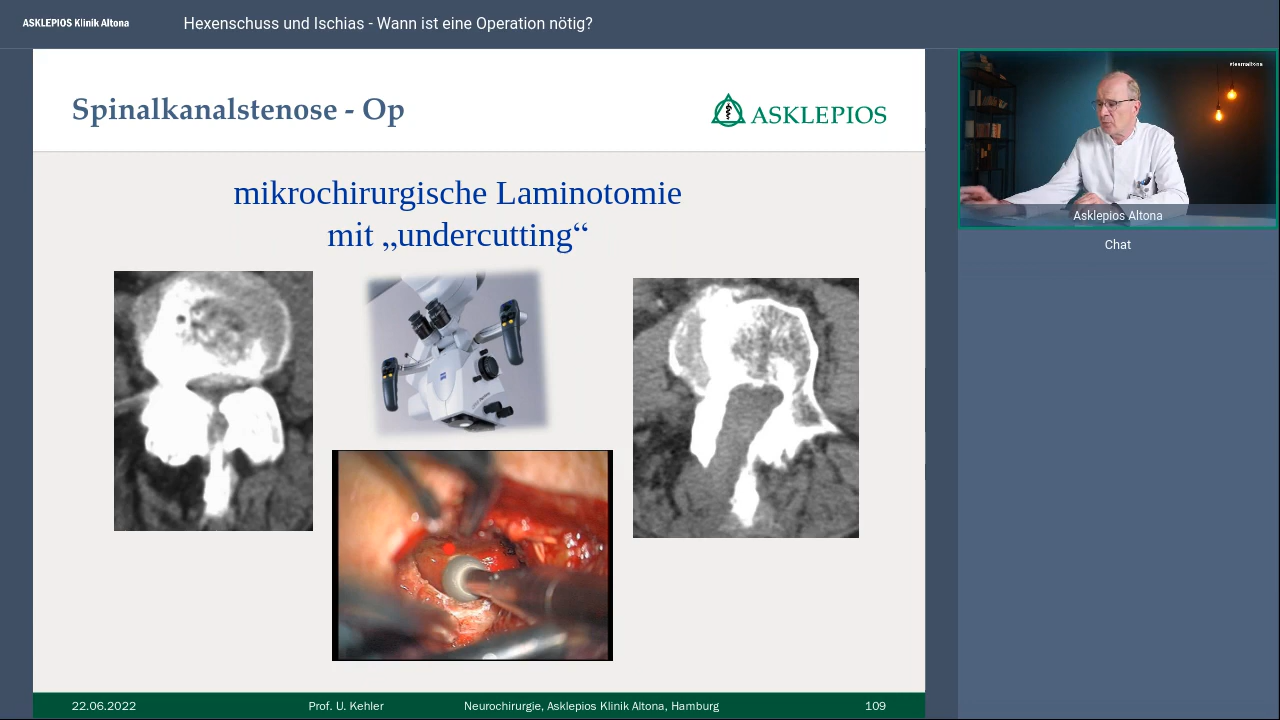 ASKLEPIOS Klinik Altona
Hexenschuss und Ischias - Wann ist eine Operation nötig?
Spinalkanalstenose - Op
ASKLEPIOS
mikrochirurgische Laminotomie
mit „undercutting“
#teamaltona
Asklepios Altona
Chat
22.06.2022
Prof. U. Kehler
Neurochirurgie, Asklepios Klinik Altona, Hamburg
109